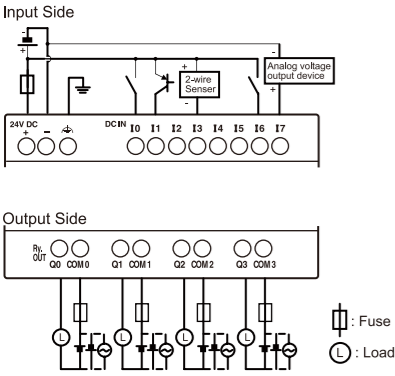 Input Side
-
+
+
2-wire
Senser
-
-
Analog voltage
output device
+
24V DC
+ -
DC IN I0 I1 I2 I3 I4 I5 I6 I7
Output Side
Ry.
OUT
Q0 COM0 Q1 COM1 Q2 COM2 Q3 COM3
L L L L
: Fuse
L : Load